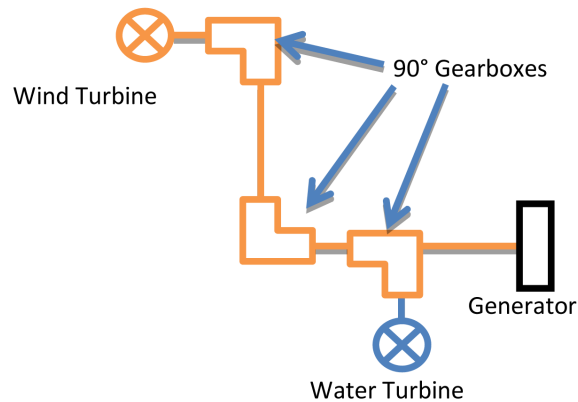 90° Gearboxes
Wind Turbine
Generator
Water Turbine